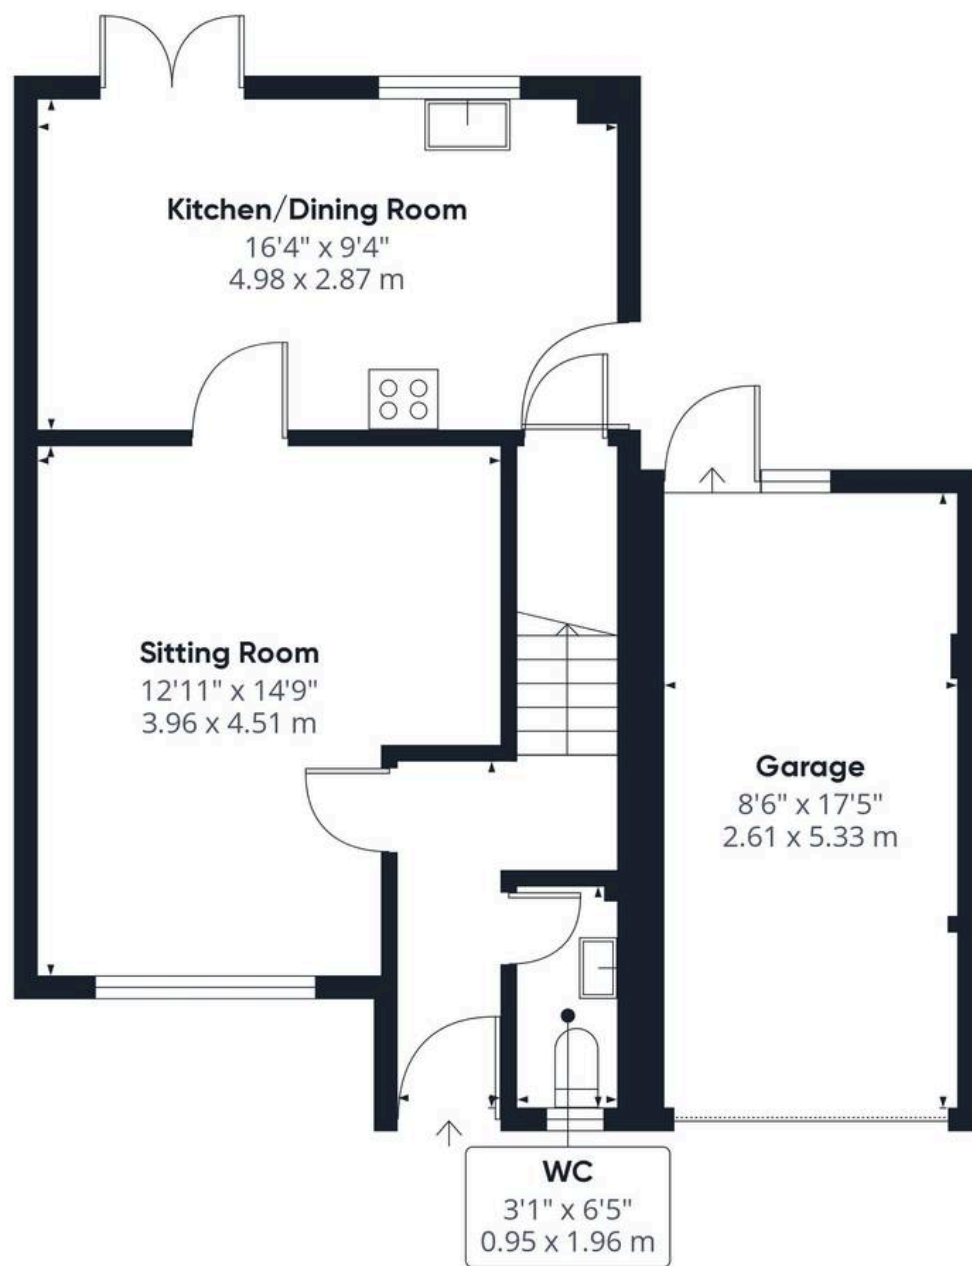 Kitchen/Dining Room
16'4" x 9'4"
4.98 x 2.87 m
Sitting Room
12'11" x 14'9"
3.96 x 4.51 m
Garage
8'6" x 17'5"
2.61 x 5.33 m
WC
3'1" x 6'5"
0.95 x 1.96 m